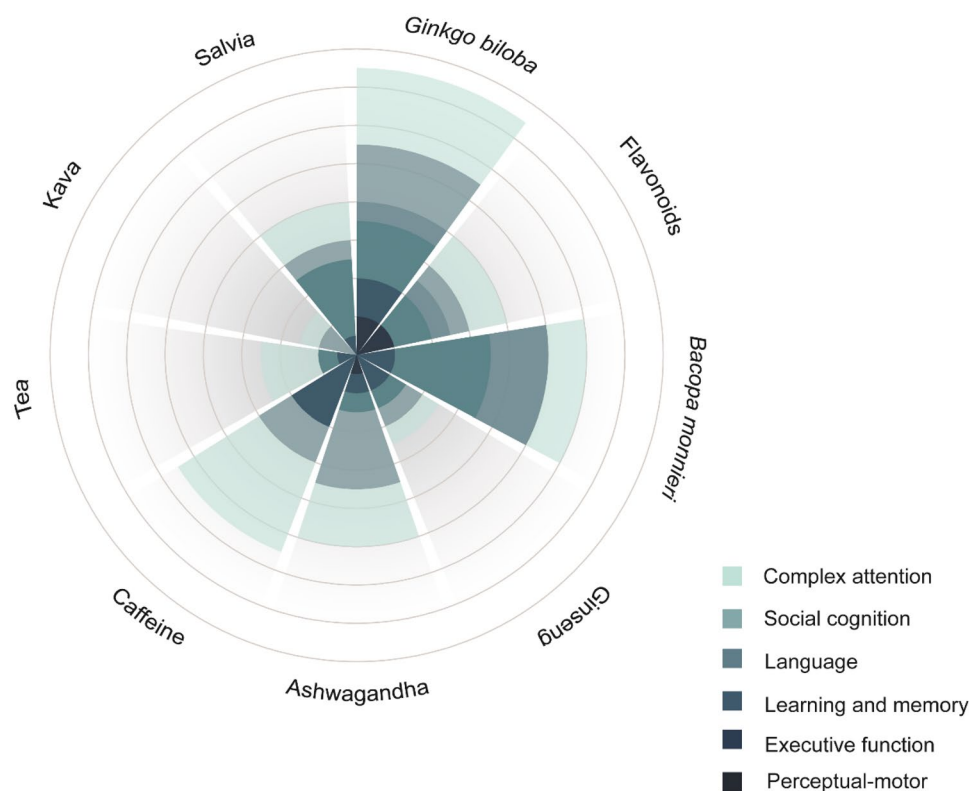 Ginkgo biloba
Flavonoids
Bacopa monnieri
Ginseng
Ashwagandha
Caffeine
Tea
Kava
Salvia
Complex attention
Social cognition
Language
Learning and memory
Executive function
Perceptual-motor